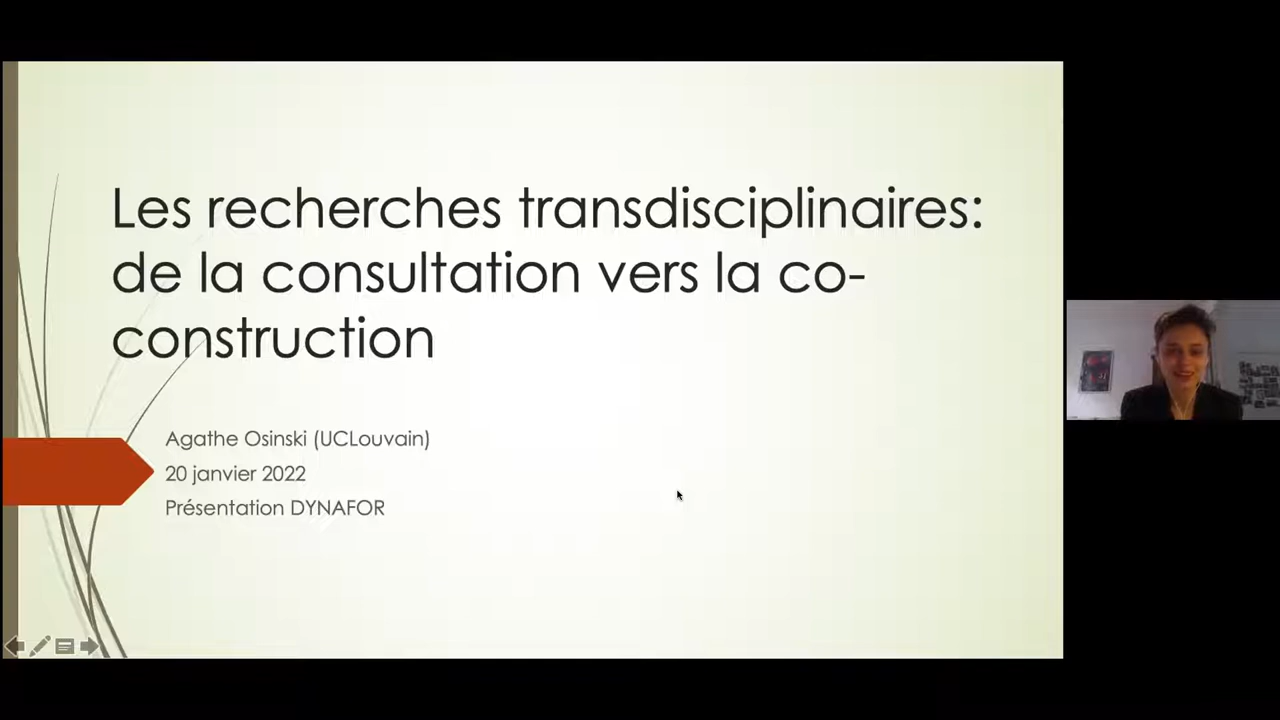 Les recherches transdisciplinaires:
de la consultation vers la co-
construction
Agathe Osinski (UCLouvain)
20 janvier 2022
Présentation DYNAFOR